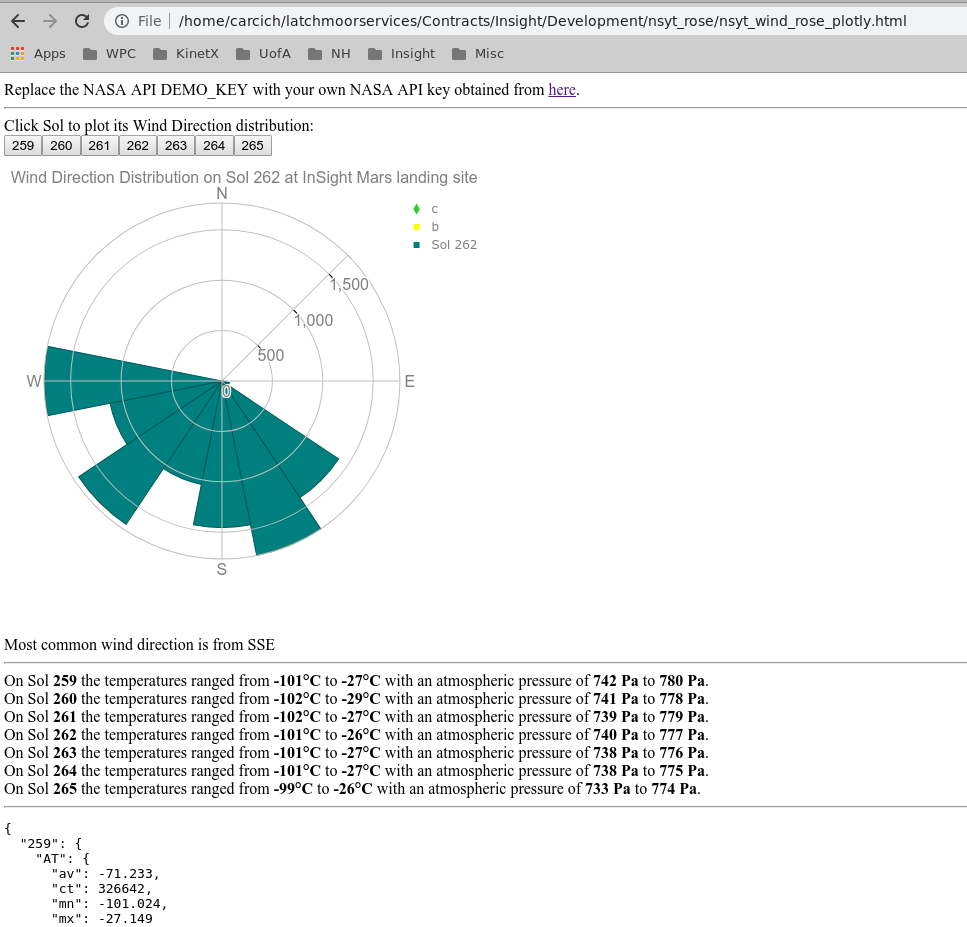 File /home/carcich/latchmoorservices/Contracts/Insight/Development/nsyt_rose/nsyt_wind_rose_plotly.html
Apps WPC KinetX UofA NH Insight Misc
Replace the NASA API DEMO_KEY with your own NASA API key obtained from here.
Click Sol to plot its Wind Direction distribution:
259 260 261 262 263 264 265
Wind Direction Distribution on Sol 262 at InSight Mars landing site
N
c
b
Sol 262
1,500
1,000
500
W
0
E
S
Most common wind direction is from SSE
On Sol 259 the temperatures ranged from -101°C to -27°C with an atmospheric pressure of 742 Pa to 780 Pa.
On Sol 260 the temperatures ranged from -102°C to -29°C with an atmospheric pressure of 741 Pa to 778 Pa.
On Sol 261 the temperatures ranged from -102°C to -27°C with an atmospheric pressure of 739 Pa to 779 Pa.
On Sol 262 the temperatures ranged from -101°C to -26°C with an atmospheric pressure of 740 Pa to 777 Pa.
On Sol 263 the temperatures ranged from -101°C to -27°C with an atmospheric pressure of 738 Pa to 776 Pa.
On Sol 264 the temperatures ranged from -101°C to -27°C with an atmospheric pressure of 738 Pa to 775 Pa.
On Sol 265 the temperatures ranged from -99°C to -26°C with an atmospheric pressure of 733 Pa to 774 Pa.
{
"259": {
"AT": {
"av": -71.233,
"ct": 326642,
"mn": -101.024,
"mx": -27.149